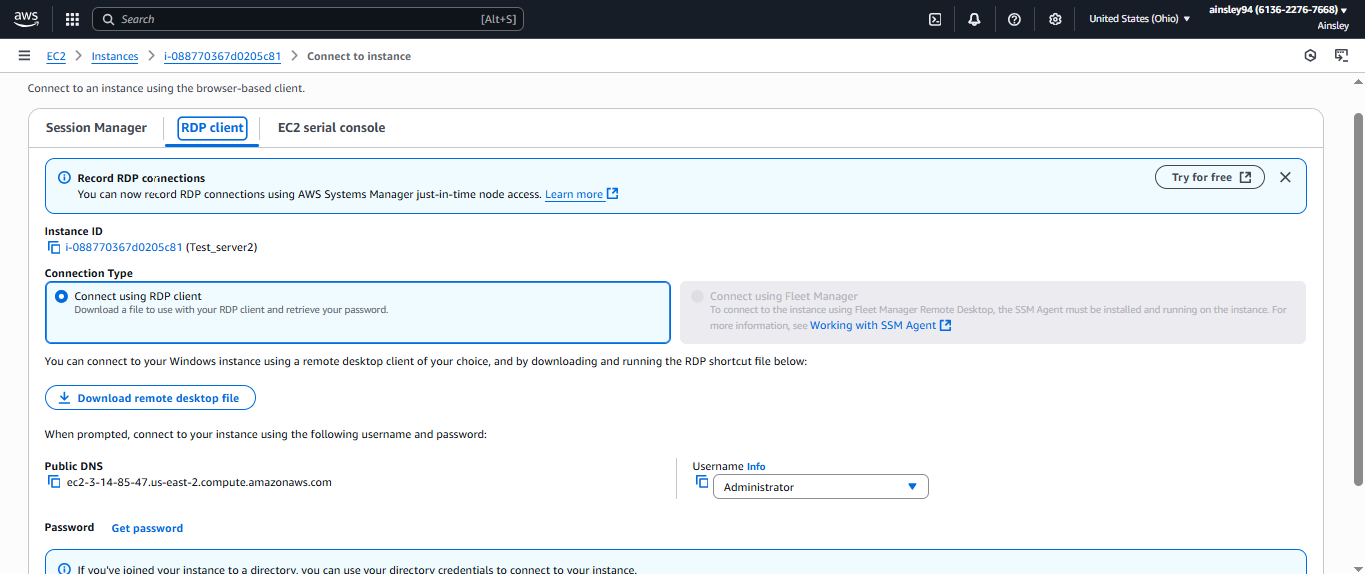 aws
Search [Alt+S]
United States (Ohio)
ainsley94 (6136-2276-7668)
Ainsley
EC2 > Instances > i-088770367d0205c81 > Connect to instance
Connect to an instance using the browser-based client.
Session Manager
RDP client
EC2 serial console
Record RDP connections
You can now record RDP connections using AWS Systems Manager just-in-time node access. Learn more
Try for free
Instance ID
i-088770367d0205c81 (Test_server2)
Connection Type
Connect using RDP client
Download a file to use with your RDP client and retrieve your password.
Connect using Fleet Manager
To connect to the instance using Fleet Manager Remote Desktop, the SSM Agent must be installed and running on the instance. For
more information, see Working with SSM Agent
You can connect to your Windows instance using a remote desktop client of your choice, and by downloading and running the RDP shortcut file below:
Download remote desktop file
When prompted, connect to your instance using the following username and password:
Public DNS
ec2-3-14-85-47.us-east-2.compute.amazonaws.com
Username Info
Administrator
Password Get password
If you've joined your instance to a directory, you can use your directory credentials to connect to your instance.